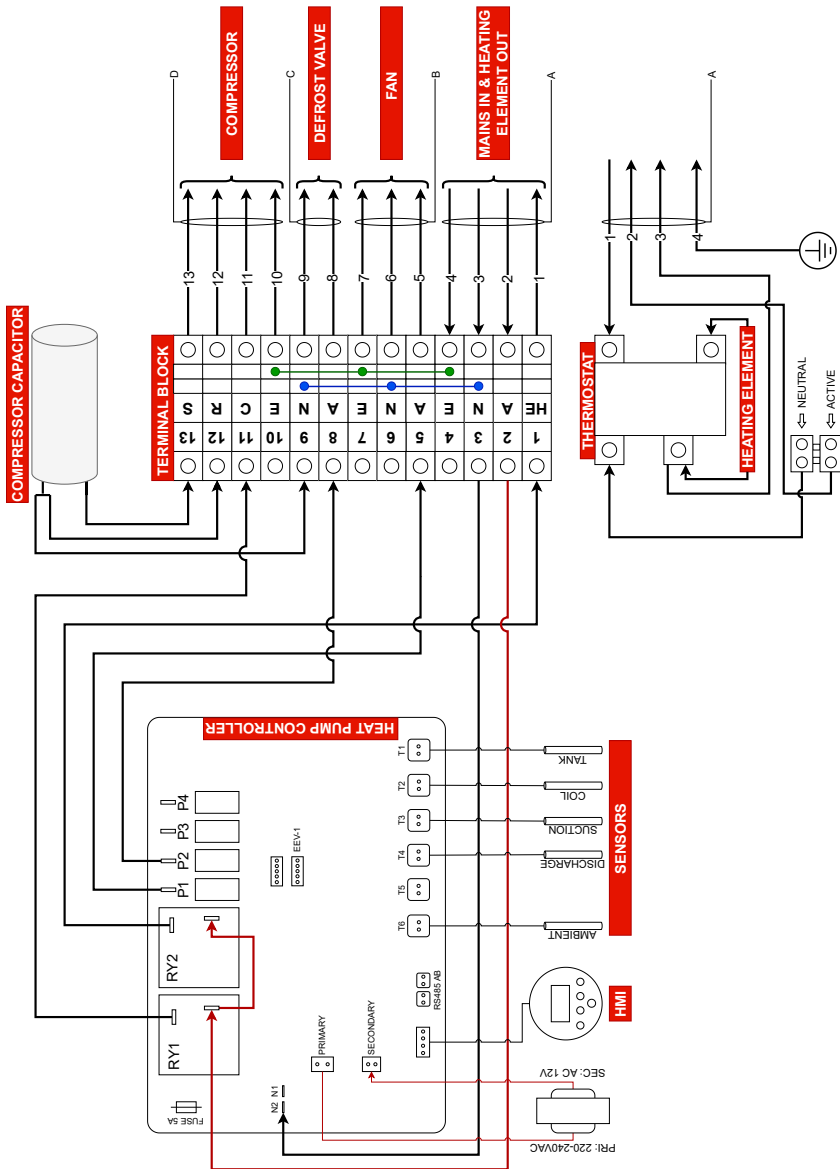 COMPRESSOR CAPACITOR
TERMINAL BLOCK
D
COMPRESSOR
C
DEFROST VALVE
FAN
B
MAINS IN & HEATING
ELEMENT OUT
A
13
12
11
10
9
8
7
6
5
4
3
2
1
13 S
12 R
11 C
10 E
9 N
8 A
7 E
6 N
5 A
4 E
3 N
2 A
1 HE
A
1
2
3
4
THERMOSTAT
HEATING ELEMENT
NEUTRAL
ACTIVE
HEAT PUMP CONTROLLER
P4
P3
P2
P1
RY2
RY1
FUSE 5A
EEV-1
N2 N1
PRIMARY
SECONDARY
RS485 AB
T1
T2
T3
T4
T5
T6
TANK
COIL
SUCTION
DISCHARGE
AMBIENT
SENSORS
HMI
SEC: AC 12V
PRI: 220-240VAC